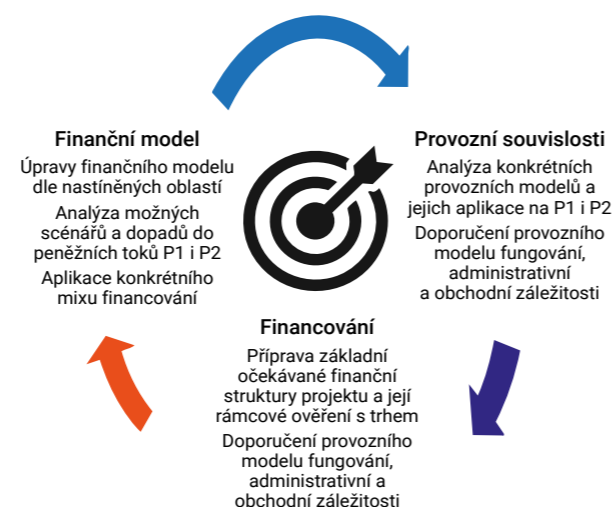 Finanční model
Úpravy finančního modelu
dle nastíněných oblastí
Analýza možných
scénářů a dopadů do
peněžních toků P1 i P2
Aplikace konkrétního
mixu financování
Provozní souvislosti
Analýza konkrétních
provozních modelů a
jejich aplikace na P1 i P2
Doporučení provozního
modelu fungování,
administrativní
a obchodní záležitosti
Financování
Příprava základní
očekávané finanční
struktury projektu a její
rámcové ověření s trhem
Doporučení provozního
modelu fungování,
administrativní a
obchodní záležitosti